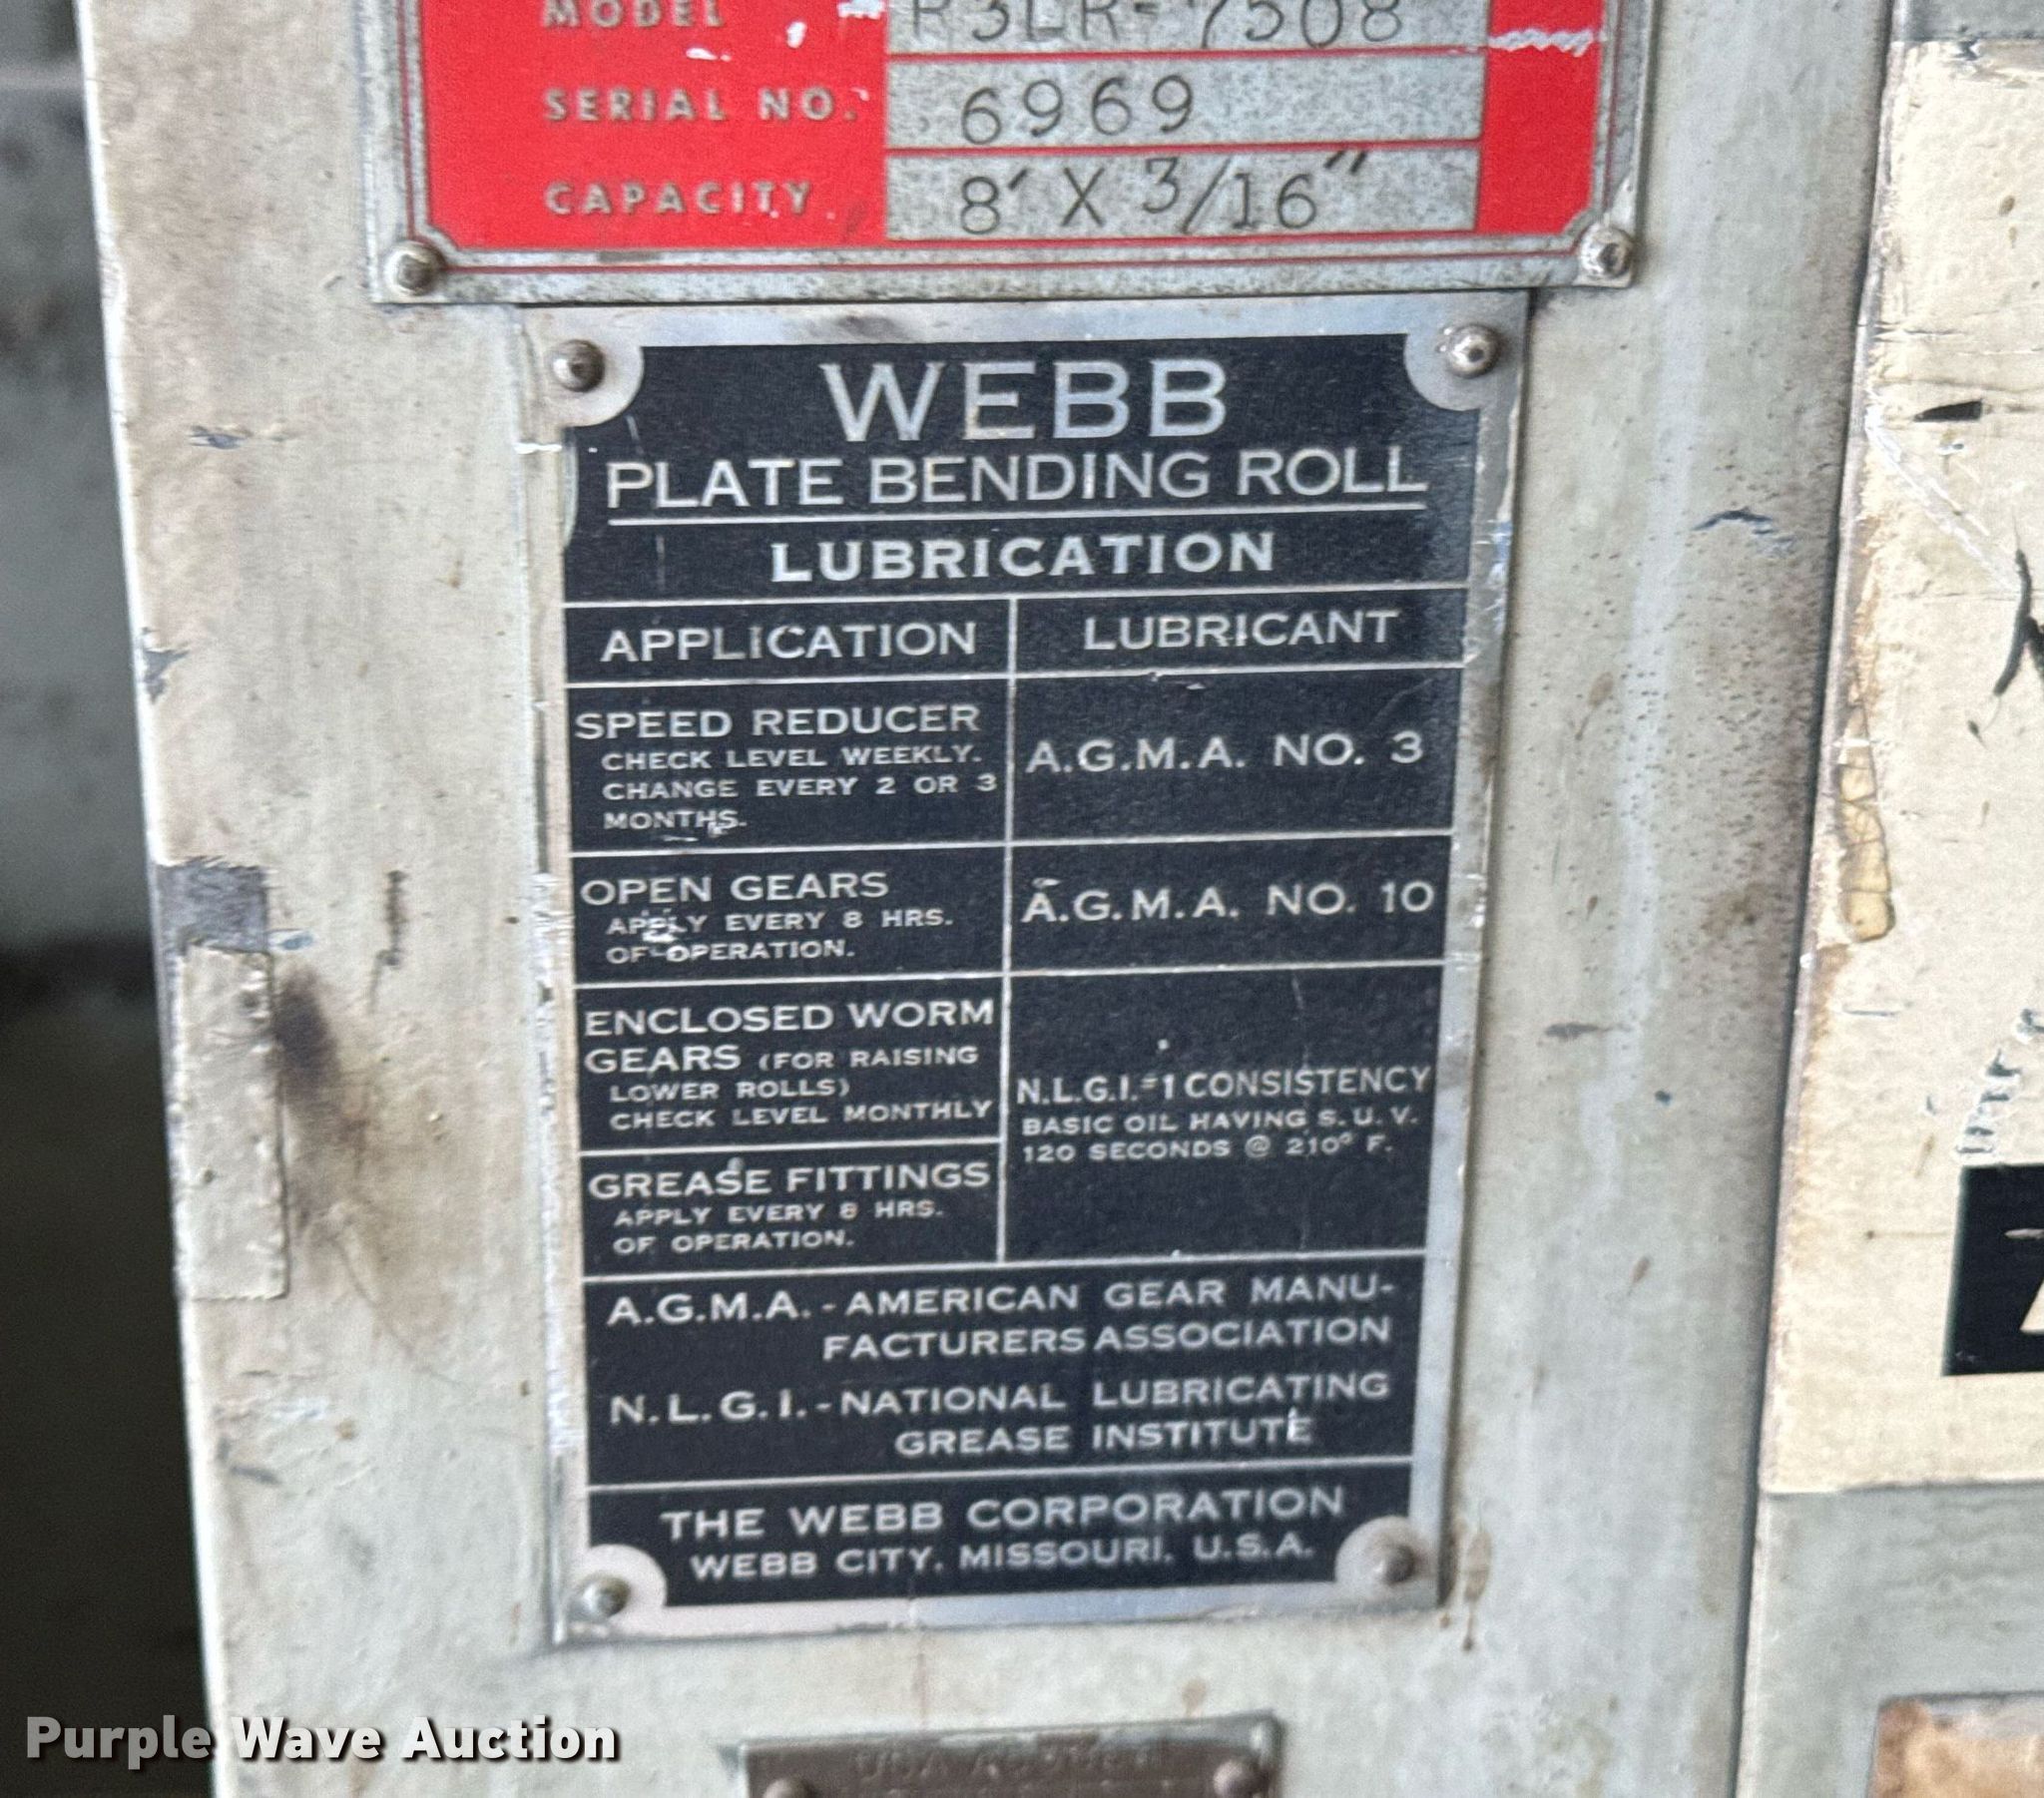 MODEL R3LR-7508
SERIAL NO. 6969
CAPACITY 8' X 3/16"
WEBB
PLATE BENDING ROLL
LUBRICATION
APPLICATION LUBRICANT
SPEED REDUCER
CHECK LEVEL WEEKLY.
CHANGE EVERY 2 OR 3
MONTHS.
A.G.M.A. NO. 3
OPEN GEARS
APPLY EVERY 8 HRS.
OF OPERATION.
A.G.M.A. NO. 10
ENCLOSED WORM
GEARS (FOR RAISING
LOWER ROLLS)
CHECK LEVEL MONTHLY
GREASE FITTINGS
APPLY EVERY 8 HRS.
OF OPERATION.
N.L.G.I.#1 CONSISTENCY
BASIC OIL HAVING S.U.V.
120 SECONDS @ 210° F.
A.G.M.A.-AMERICAN GEAR MANU-
FACTURERS ASSOCIATION
N.L.G.I.-NATIONAL LUBRICATING
GREASE INSTITUTE
THE WEBB CORPORATION
WEBB CITY, MISSOURI, U.S.A.
Purple Wave Auction